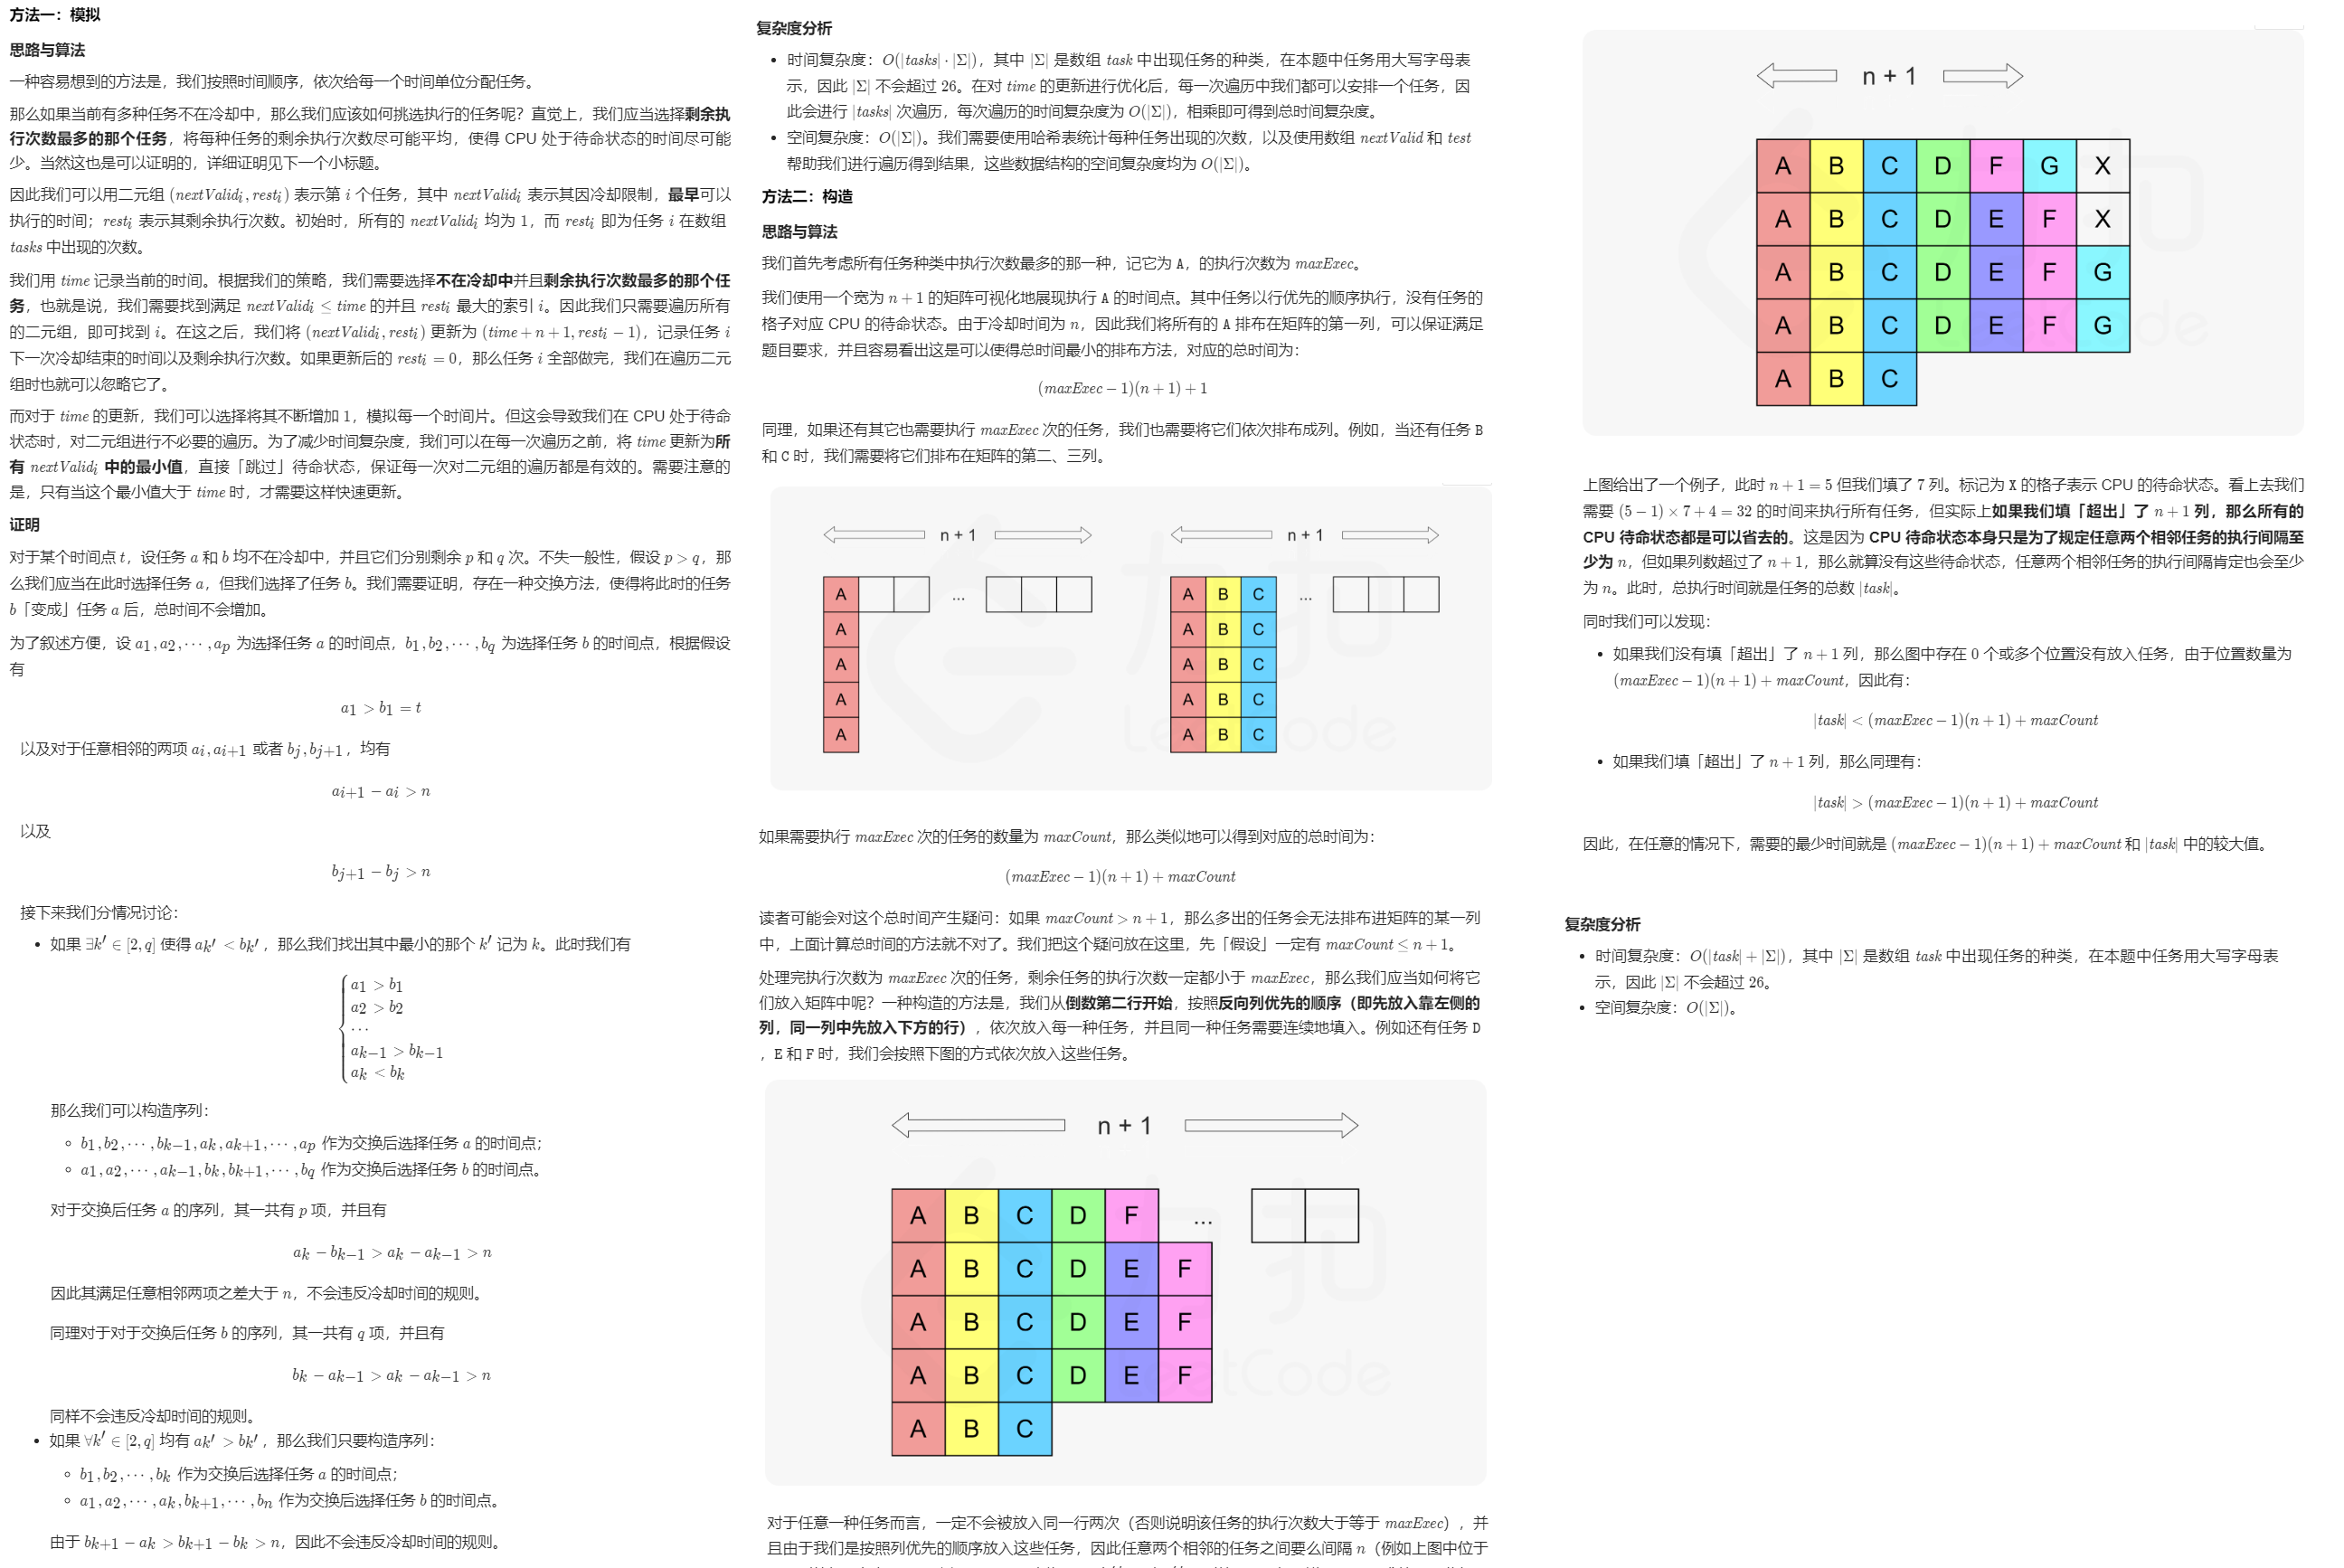 方法一：模拟
思路与算法
一种容易想到的方法是，我们按照时间顺序，依次给每一个时间单位分配任务。
那么如果当前有多种任务不在冷却中，那么我们应该如何挑选执行的任务呢？直觉上，我们应当选择剩余执
行次数最多的那个任务，将每种任务的剩余执行次数尽可能平均，使得 CPU 处于待命状态的时间尽可能
少。当然这也是可以证明的，详细证明见下一个小标题。
因此我们可以用二元组 (nextValidᵢ, restᵢ) 表示第 i 个任务，其中 nextValidᵢ 表示其因冷却限制，最早可以
执行的时间；restᵢ 表示其剩余执行次数。初始时，所有的 nextValidᵢ 均为 1，而 restᵢ 即为任务 i 在数组
tasks 中出现的次数。
我们用 time 记录当前的时间。根据我们的策略，我们需要选择不在冷却中并且剩余执行次数最多的那个任
务，也就是说，我们需要找到满足 nextValidᵢ ≤ time 的并且 restᵢ 最大的索引 i。因此我们只需要遍历所有
的二元组，即可找到 i。在这之后，我们将 (nextValidᵢ, restᵢ) 更新为 (time + n + 1, restᵢ − 1)，记录任务 i
下一次冷却结束的时间以及剩余执行次数。如果更新后的 restᵢ = 0，那么任务 i 全部做完，我们在遍历二元
组时也就可以忽略它了。
而对于 time 的更新，我们可以选择将其不断增加 1，模拟每一个时间片。但这会导致我们在 CPU 处于待命
状态时，对二元组进行不必要的遍历。为了减少时间复杂度，我们可以在每一次遍历之前，将 time 更新为所
有 nextValidᵢ 中的最小值，直接「跳过」待命状态，保证每一次对二元组的遍历都是有效的。需要注意的
是，只有当这个最小值大于 time 时，才需要这样快速更新。
证明
对于某个时间点 t，设任务 a 和 b 均不在冷却中，并且它们分别剩余 p 和 q 次。不失一般性，假设 p > q，那
么我们应当在此时选择任务 a，但我们选择了任务 b。我们需要证明，存在一种交换方法，使得将此时的任务
b「变成」任务 a 后，总时间不会增加。
为了叙述方便，设 a₁, a₂, ⋯, aₚ 为选择任务 a 的时间点，b₁, b₂, ⋯, b_q 为选择任务 b 的时间点，根据假设
有
a₁ > b₁ = t
以及对于任意相邻的两项 aᵢ, aᵢ₊₁ 或者 bⱼ, bⱼ₊₁，均有
aᵢ₊₁ − aᵢ > n
以及
bⱼ₊₁ − bⱼ > n
接下来我们分情况讨论：
• 如果 ∃k′ ∈ [2, q] 使得 a_k′ < b_k′，那么我们找出其中最小的那个 k′ 记为 k。此时我们有
a₁ > b₁
a₂ > b₂
⋯
aₖ₋₁ > bₖ₋₁
aₖ < bₖ
那么我们可以构造序列：
◦ b₁, b₂, ⋯, bₖ₋₁, aₖ, aₖ₊₁, ⋯, aₚ 作为交换后选择任务 a 的时间点；
◦ a₁, a₂, ⋯, aₖ₋₁, bₖ, bₖ₊₁, ⋯, b_q 作为交换后选择任务 b 的时间点。
对于交换后任务 a 的序列，其一共有 p 项，并且有
aₖ − bₖ₋₁ > aₖ − aₖ₋₁ > n
因此其满足任意相邻两项之差大于 n，不会违反冷却时间的规则。
同理对于对于交换后任务 b 的序列，其一共有 q 项，并且有
bₖ − aₖ₋₁ > aₖ − aₖ₋₁ > n
同样不会违反冷却时间的规则。
• 如果 ∀k′ ∈ [2, q] 均有 a_k′ > b_k′，那么我们只要构造序列：
◦ b₁, b₂, ⋯, bₖ 作为交换后选择任务 a 的时间点；
◦ a₁, a₂, ⋯, aₖ, bₖ₊₁, ⋯, bₙ 作为交换后选择任务 b 的时间点。
由于 bₖ₊₁ − aₖ > bₖ₊₁ − bₖ > n，因此不会违反冷却时间的规则。
复杂度分析
• 时间复杂度：O(|tasks| · |Σ|)，其中 |Σ| 是数组 task 中出现任务的种类，在本题中任务用大写字母表
示，因此 |Σ| 不会超过 26。在对 time 的更新进行优化后，每一次遍历中我们都可以安排一个任务，因
此会进行 |tasks| 次遍历，每次遍历的时间复杂度为 O(|Σ|)，相乘即可得到总时间复杂度。
• 空间复杂度：O(|Σ|)。我们需要使用哈希表统计每种任务出现的次数，以及使用数组 nextValid 和 test
帮助我们进行遍历得到结果，这些数据结构的空间复杂度均为 O(|Σ|)。
方法二：构造
思路与算法
我们首先考虑所有任务种类中执行次数最多的那一种，记它为 A，的执行次数为 maxExec。
我们使用一个宽为 n + 1 的矩阵可视化地展现执行 A 的时间点。其中任务以行优先的顺序执行，没有任务的
格子对应 CPU 的待命状态。由于冷却时间为 n，因此我们将所有的 A 排布在矩阵的第一列，可以保证满足
题目要求，并且容易看出这是可以使得总时间最小的排布方法，对应的总时间为：
(maxExec − 1)(n + 1) + 1
同理，如果还有其它也需要执行 maxExec 次的任务，我们也需要将它们依次排布成列。例如，当还有任务 B
和 C 时，我们需要将它们排布在矩阵的第二、三列。
n + 1 n + 1
A ... A B C ...
A A B C
A A B C
A A B C
A A B C
力扣
LeetCode
如果需要执行 maxExec 次的任务的数量为 maxCount，那么类似地可以得到对应的总时间为：
(maxExec − 1)(n + 1) + maxCount
读者可能会对这个总时间产生疑问：如果 maxCount > n + 1，那么多出的任务会无法排布进矩阵的某一列
中，上面计算总时间的方法就不对了。我们把这个疑问放在这里，先「假设」一定有 maxCount ≤ n + 1。
处理完执行次数为 maxExec 次的任务，剩余任务的执行次数一定都小于 maxExec，那么我们应当如何将它
们放入矩阵中呢？一种构造的方法是，我们从倒数第二行开始，按照反向列优先的顺序（即先放入靠左侧的
列，同一列中先放入下方的行），依次放入每一种任务，并且同一种任务需要连续地填入。例如还有任务 D
，E 和 F 时，我们会按照下图的方式依次放入这些任务。
n + 1
A B C D F ...
A B C D E F
A B C D E F
A B C D E F
A B C
力扣
LeetCode
对于任意一种任务而言，一定不会被放入同一行两次（否则说明该任务的执行次数大于等于 maxExec），并
且由于我们是按照列优先的顺序放入这些任务，因此任意两个相邻的任务之间要么间隔 n（例如上图中位于
n + 1
A B C D F G X
A B C D E F X
A B C D E F G
A B C D E F G
A B C
力扣
LeetCode
上图给出了一个例子，此时 n + 1 = 5 但我们填了 7 列。标记为 X 的格子表示 CPU 的待命状态。看上去我们
需要 (5 − 1) × 7 + 4 = 32 的时间来执行所有任务，但实际上如果我们填「超出」了 n + 1 列，那么所有的
CPU 待命状态都是可以省去的。这是因为 CPU 待命状态本身只是为了规定任意两个相邻任务的执行间隔至
少为 n，但如果列数超过了 n + 1，那么就算没有这些待命状态，任意两个相邻任务的执行间隔肯定也会至少
为 n。此时，总执行时间就是任务的总数 |task|。
同时我们可以发现：
• 如果我们没有填「超出」了 n + 1 列，那么图中存在 0 个或多个位置没有放入任务，由于位置数量为
(maxExec − 1)(n + 1) + maxCount，因此有：
|task| < (maxExec − 1)(n + 1) + maxCount
• 如果我们填「超出」了 n + 1 列，那么同理有：
|task| > (maxExec − 1)(n + 1) + maxCount
因此，在任意的情况下，需要的最少时间就是 (maxExec − 1)(n + 1) + maxCount 和 |task| 中的较大值。
复杂度分析
• 时间复杂度：O(|task| + |Σ|)，其中 |Σ| 是数组 task 中出现任务的种类，在本题中任务用大写字母表
示，因此 |Σ| 不会超过 26。
• 空间复杂度：O(|Σ|)。